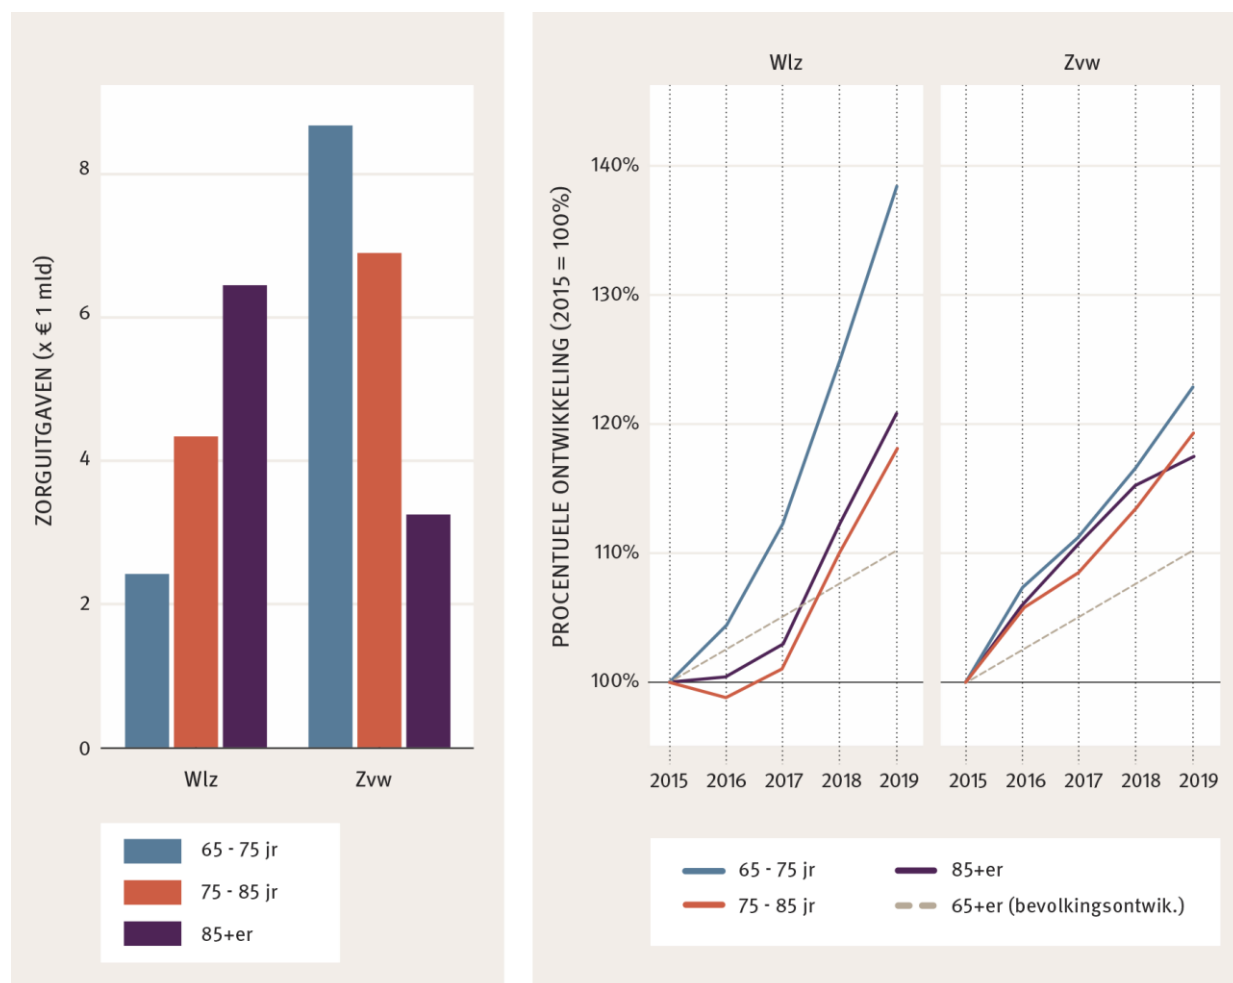 ZORGUITGAVEN (x € 1 mld)
8
6
4
2
0
Wlz Zvw
65 - 75 jr
75 - 85 jr
85+er
Wlz Zvw
PROCENTUELE ONTWIKKELING (2015 = 100%)
140%
130%
120%
110%
100%
2015 2016 2017 2018 2019 2015 2016 2017 2018 2019
65 - 75 jr 85+er
75 - 85 jr 65+er (bevolkingsontwik.)